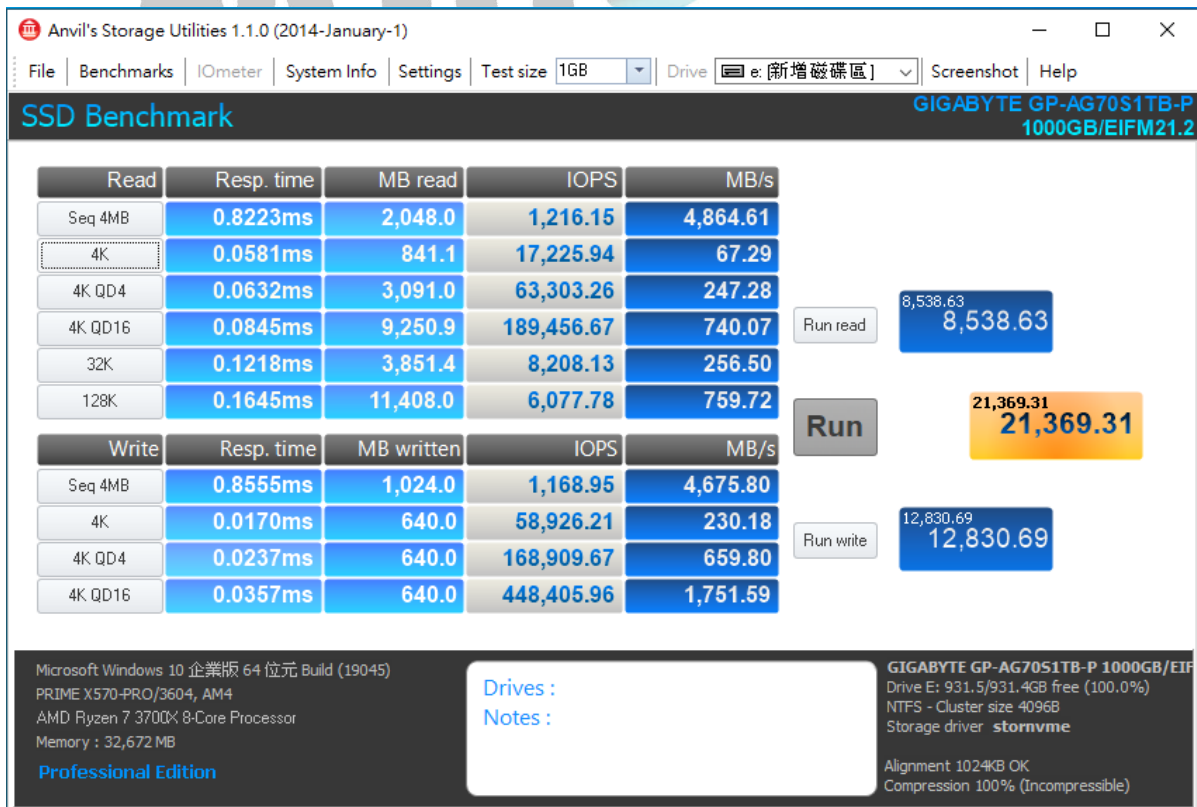 Anvil's Storage Utilities 1.1.0 (2014-January-1)
File Benchmarks IOmeter System Info Settings Test size 1GB Drive e: [新增磁碟區] Screenshot Help
SSD Benchmark
GIGABYTE GP-AG70S1TB-P
1000GB/EIFM21.2
Read Resp. time MB read IOPS MB/s
Seq 4MB 0.8223ms 2,048.0 1,216.15 4,864.61
4K 0.0581ms 841.1 17,225.94 67.29
4K QD4 0.0632ms 3,091.0 63,303.26 247.28
4K QD16 0.0845ms 9,250.9 189,456.67 740.07
32K 0.1218ms 3,851.4 8,208.13 256.50
128K 0.1645ms 11,408.0 6,077.78 759.72
Run read
8,538.63
8,538.63
Run
21,369.31
21,369.31
Write Resp. time MB written IOPS MB/s
Seq 4MB 0.8555ms 1,024.0 1,168.95 4,675.80
4K 0.0170ms 640.0 58,926.21 230.18
4K QD4 0.0237ms 640.0 168,909.67 659.80
4K QD16 0.0357ms 640.0 448,405.96 1,751.59
Run write
12,830.69
12,830.69
Microsoft Windows 10 企業版 64 位元 Build (19045)
PRIME X570-PRO/3604, AM4
AMD Ryzen 7 3700X 8-Core Processor
Memory : 32,672 MB
Professional Edition
Drives :
Notes :
GIGABYTE GP-AG70S1TB-P 1000GB/EIF
Drive E: 931.5/931.4GB free (100.0%)
NTFS - Cluster size 4096B
Storage driver stornvme
Alignment 1024KB OK
Compression 100% (Incompressible)